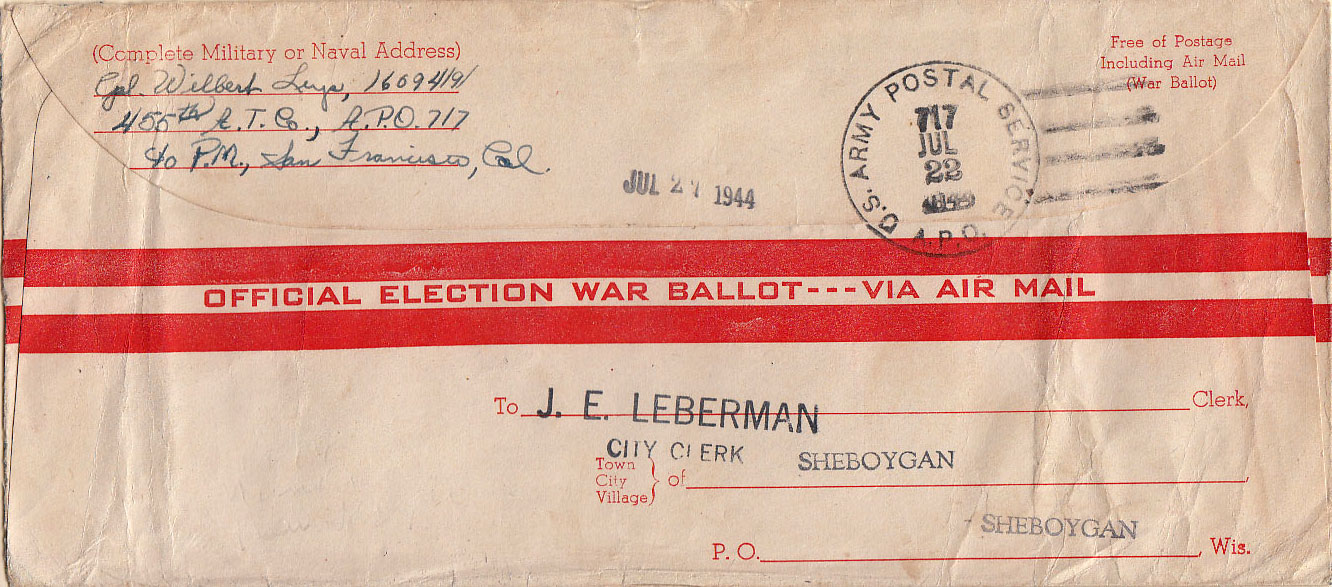 (Complete Military or Naval Address)
Cpl. Wilbert Leys, 16094191
455th A.T. Co., A.P.O. 717
c/o P.M., San Francisco, Cal.
Free of Postage
Including Air Mail
(War Ballot)
U.S. ARMY POSTAL SERVICE
717
JUL
22
A.P.O.
JUL 27 1944
OFFICIAL ELECTION WAR BALLOT---VIA AIR MAIL
To J. E. LEBERMAN Clerk,
CITY CLERK SHEBOYGAN
Town
City } of ,
Village
SHEBOYGAN
P. O. , Wis.